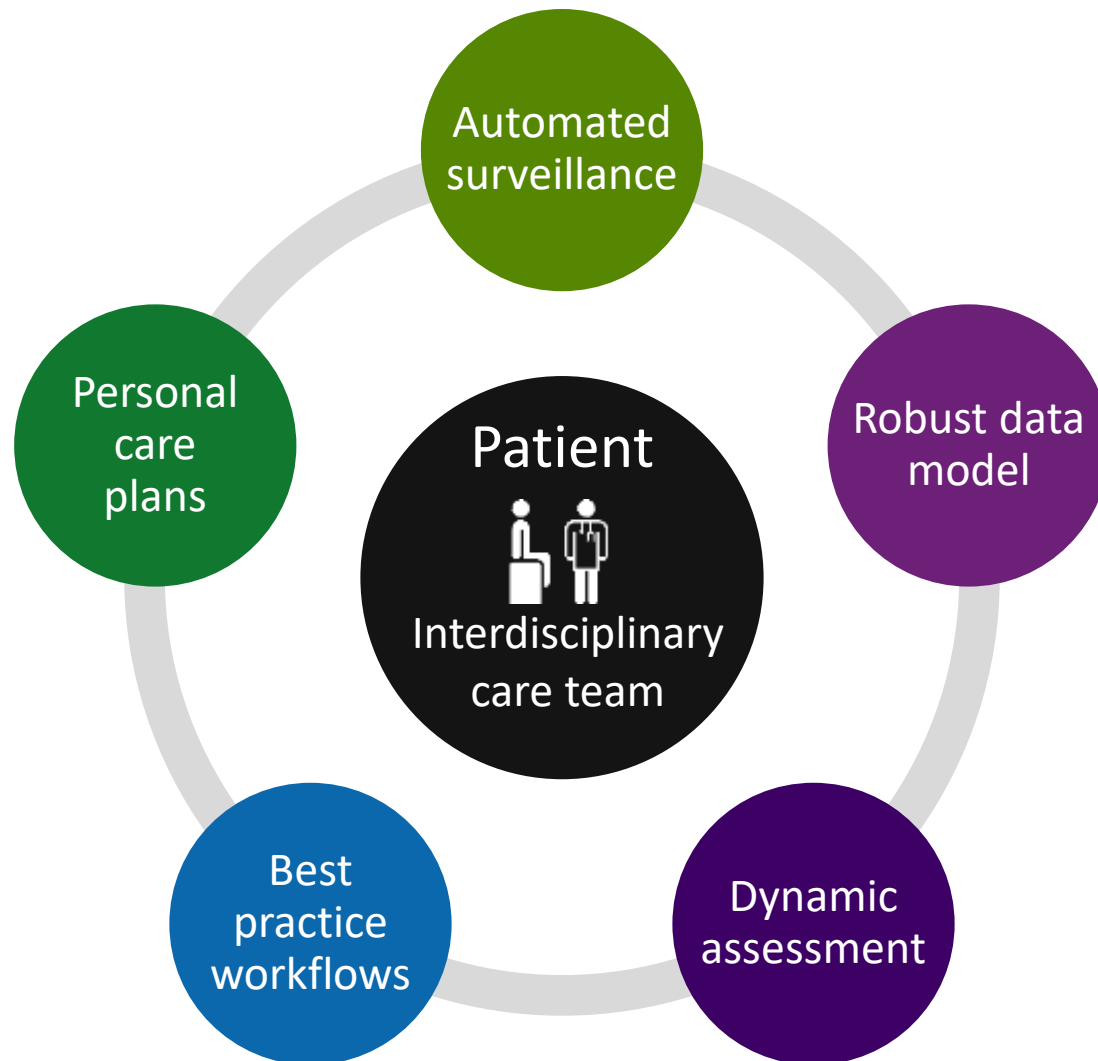 Automated
surveillance
Personal
care
plans
Robust data
model
Patient
Interdisciplinary
care team
Best
practice
workflows
Dynamic
assessment